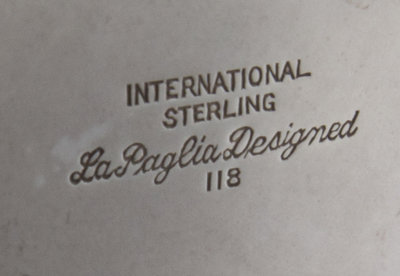 INTERNATIONAL
STERLING
La Paglia Designed
118